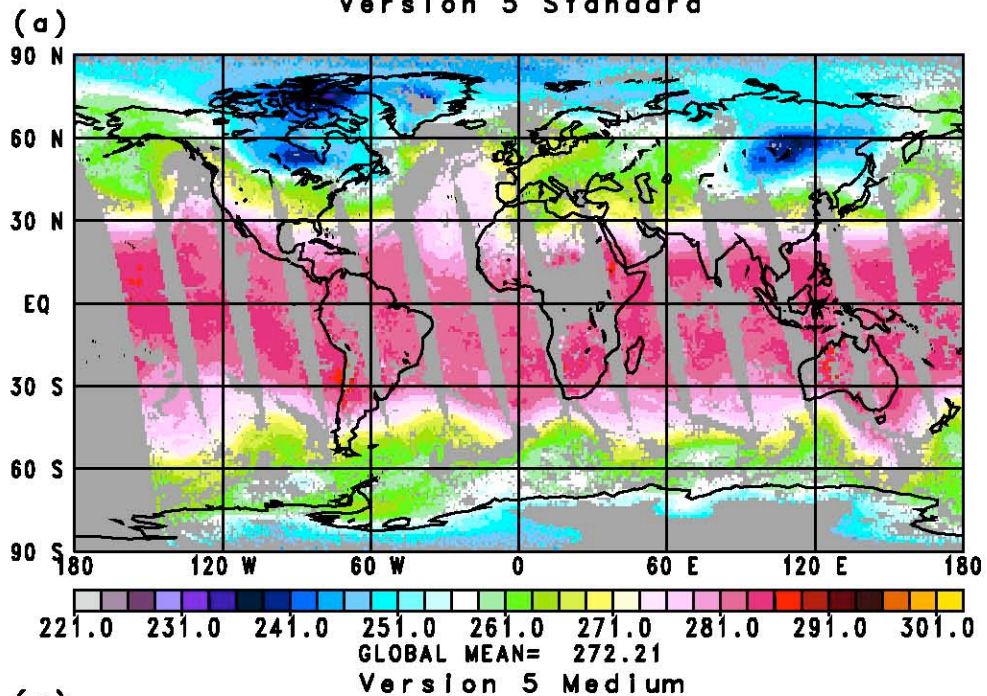 Version 5 Standard
(a)
90 N
60 N
30 N
EQ
30 S
60 S
90 S
180 120 W 60 W 0 60 E 120 E 180
221.0 231.0 241.0 251.0 261.0 271.0 281.0 291.0 301.0
GLOBAL MEAN= 272.21
Version 5 Medium